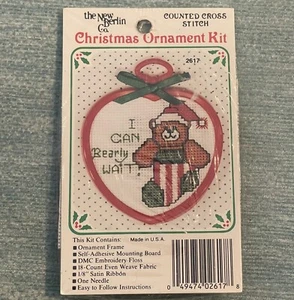 the New Berlin Co.
COUNTED CROSS STITCH
Christmas Ornament Kit
2617
I
CAN
Bearly
WAIT!
This Kit Contains:
Made in U.S.A.
Ornament Frame
Self-Adhesive Mounting Board
DMC Embroidery Floss
18-Count Even Weave Fabric
1/8" Satin Ribbon
One Needle
Easy to Follow Instructions
0 49474 02617 8